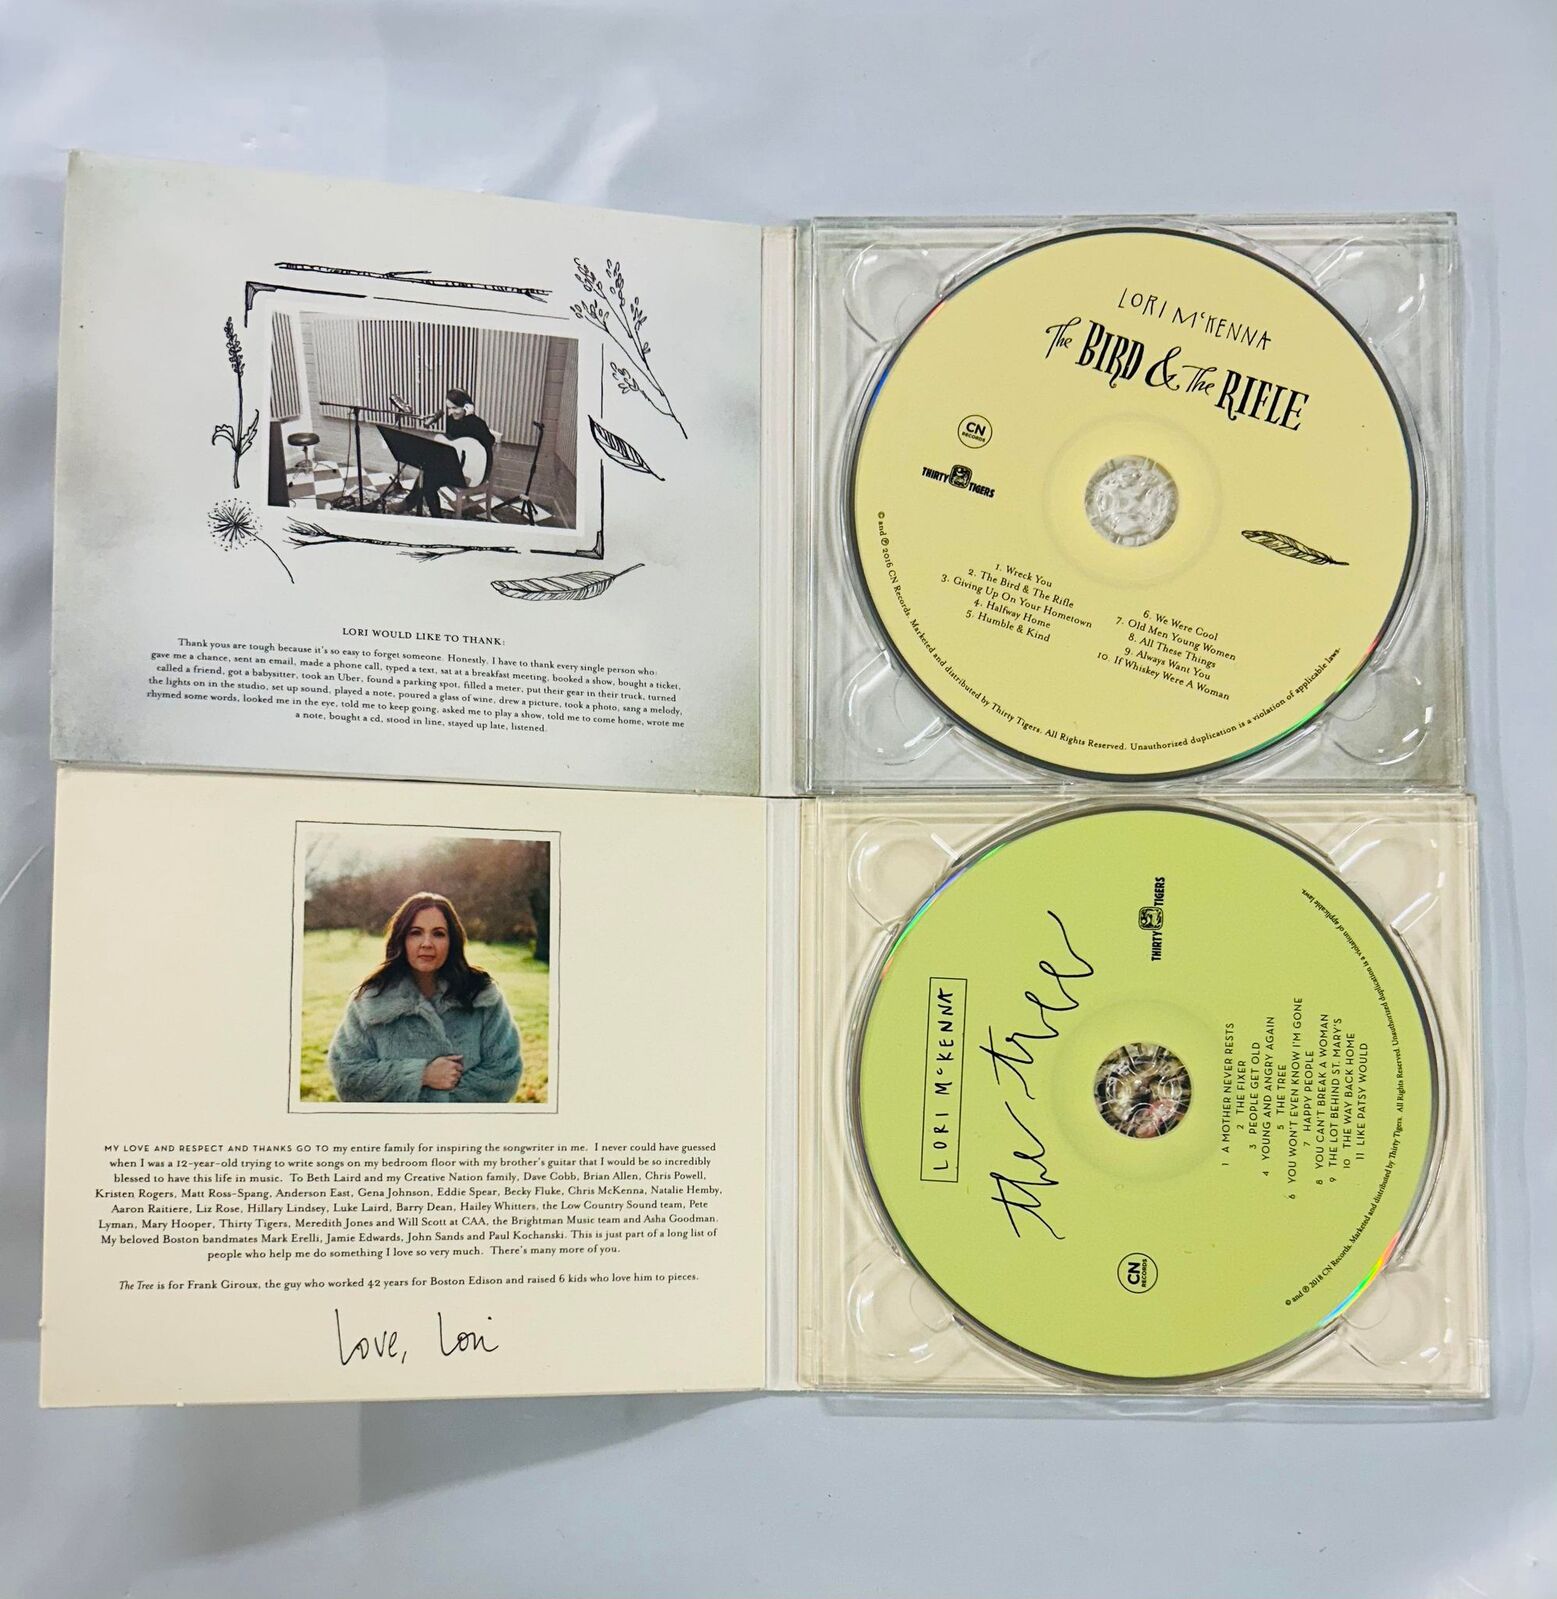 LORI WOULD LIKE TO THANK:
Thank yous are tough because it's so easy to forget someone. Honestly, I have to thank every single person who:
gave me a chance, sent an email, made a phone call, typed a text, sat at a breakfast meeting, booked a show, bought a ticket,
called a friend, got a babysitter, took an Uber, found a parking spot, filled a meter, put their gear in their truck, turned
the lights on in the studio, set up sound, played a note, poured a glass of wine, drew a picture, took a photo, sang a melody,
rhymed some words, looked me in the eye, told me to keep going, asked me to play a show, told me to come home, wrote me
a note, bought a cd, stood in line, stayed up late, listened.
LORI McKENNA
The BIRD & The RIFLE
CN
RECORDS
THIRTY TIGERS
1. Wreck You
2. The Bird & The Rifle
3. Giving Up On Your Hometown
4. Halfway Home
5. Humble & Kind
6. We Were Cool
7. Old Men Young Women
8. All These Things
9. Always Want You
10. If Whiskey Were A Woman
© and ℗ 2016 CN Records. Marketed and distributed by Thirty Tigers. All Rights Reserved. Unauthorized duplication is a violation of applicable laws.
MY LOVE AND RESPECT AND THANKS GO TO my entire family for inspiring the songwriter in me. I never could have guessed
when I was a 12-year-old trying to write songs on my bedroom floor with my brother's guitar that I would be so incredibly
blessed to have this life in music. To Beth Laird and my Creative Nation family, Dave Cobb, Brian Allen, Chris Powell,
Kristen Rogers, Matt Ross-Spang, Anderson East, Gena Johnson, Eddie Spear, Becky Fluke, Chris McKenna, Natalie Hemby,
Aaron Raitiere, Liz Rose, Hillary Lindsey, Luke Laird, Barry Dean, Hailey Whitters, the Low Country Sound team, Pete
Lyman, Mary Hooper, Thirty Tigers, Meredith Jones and Will Scott at CAA, the Brightman Music team and Asha Goodman.
My beloved Boston bandmates Mark Erelli, Jamie Edwards, John Sands and Paul Kochanski. This is just part of a long list of
people who help me do something I love so very much. There's many more of you.
The Tree is for Frank Giroux, the guy who worked 42 years for Boston Edison and raised 6 kids who love him to pieces.
Love, Lori
LORI McKENNA
the tree
CN
RECORDS
THIRTY TIGERS
1 A MOTHER NEVER RESTS
2 THE FIXER
3 PEOPLE GET OLD
4 YOUNG AND ANGRY AGAIN
5 THE TREE
6 YOU WON'T EVEN KNOW I'M GONE
7 HAPPY PEOPLE
8 YOU CAN'T BREAK A WOMAN
9 THE LOT BEHIND ST. MARY'S
10 THE WAY BACK HOME
11 LIKE PATSY WOULD
© and ℗ 2018 CN Records. Marketed and distributed by Thirty Tigers. All Rights Reserved. Unauthorized duplication is a violation of applicable laws.